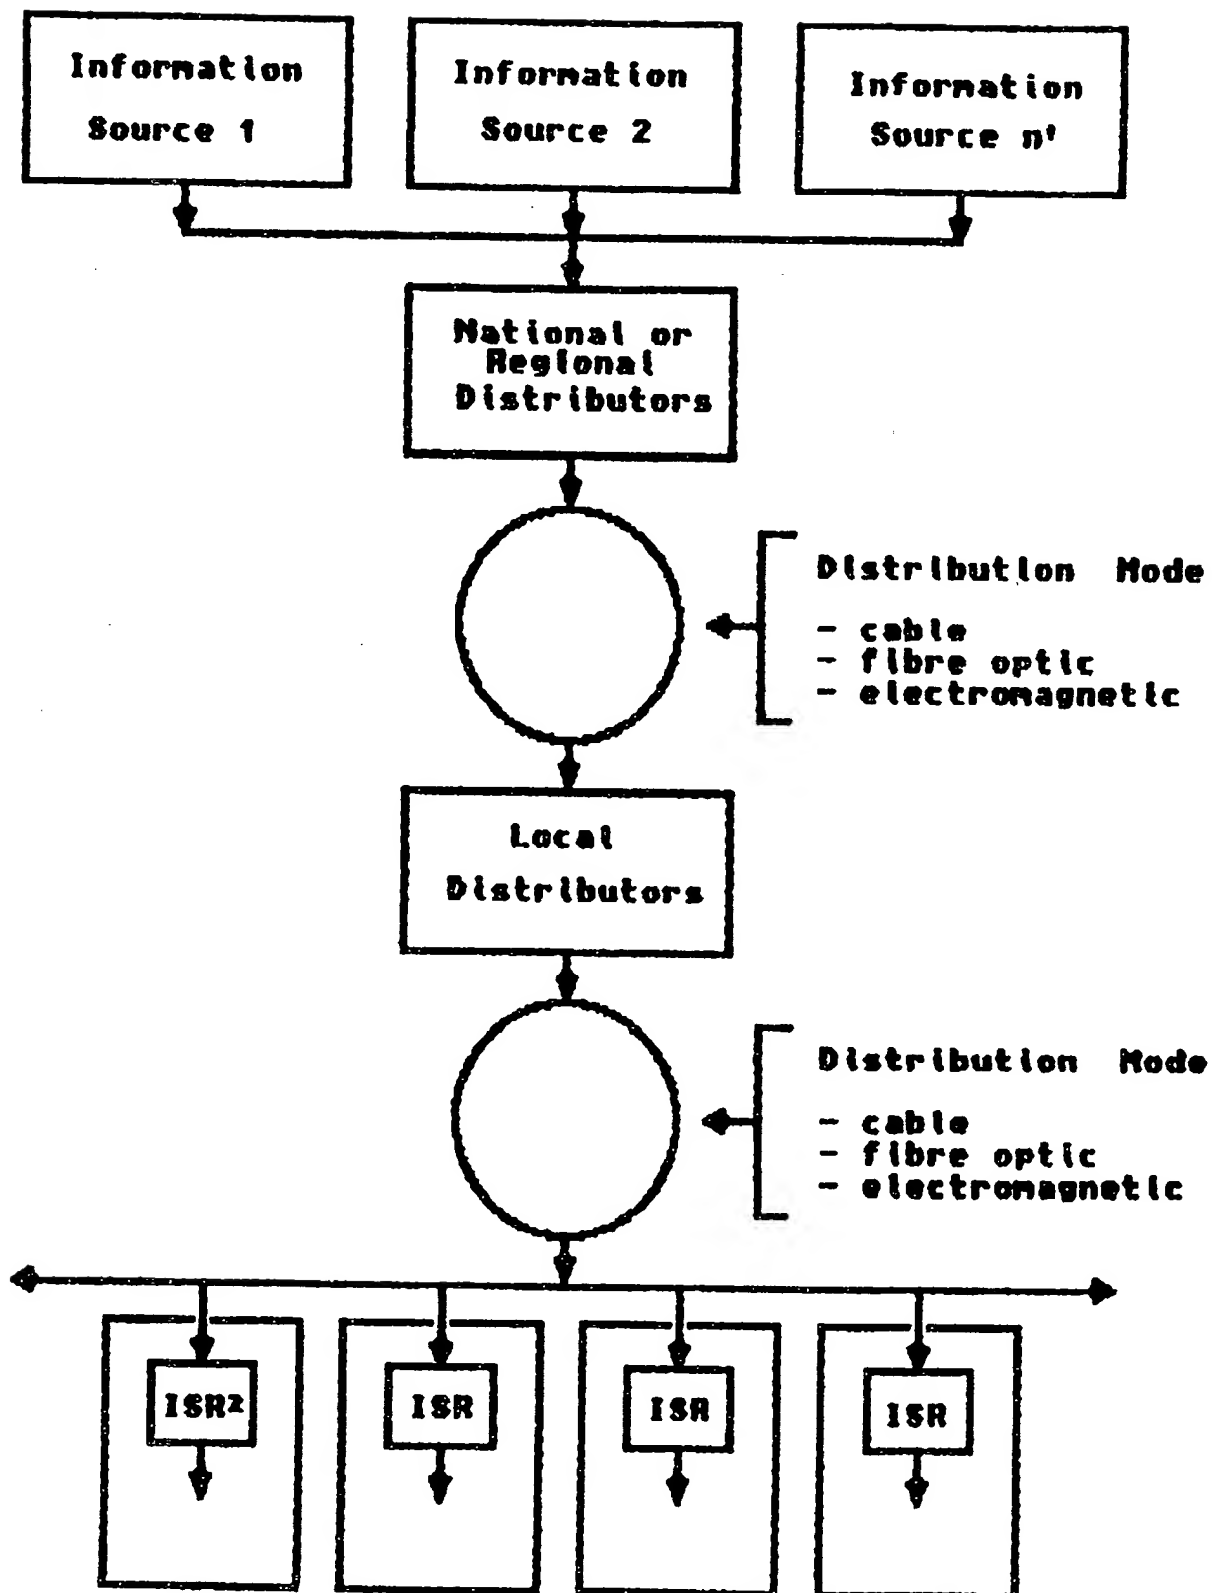 Information
Source 1
Information
Source 2
Information
Source n'
National or
Regional
Distributors
Distribution Mode
- cable
- fibre optic
- electromagnetic
Local
Distributors
Distribution Mode
- cable
- fibre optic
- electromagnetic
ISR²
ISR
ISR
ISR